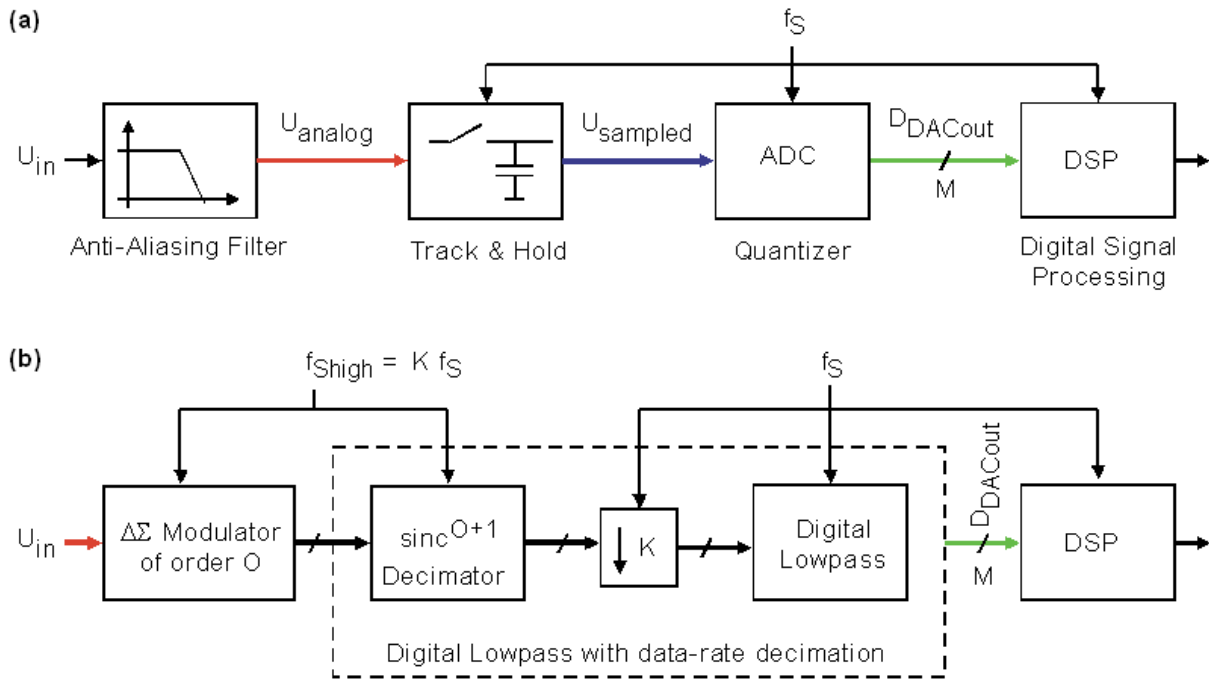 (a)
fS
Uin
Uanalog
Usampled
ADC
DDACout
M
DSP
Anti-Aliasing Filter
Track & Hold
Quantizer
Digital Signal
Processing
(b)
fShigh = K fS
fS
Uin
ΔΣ Modulator
of order O
sincO+1
Decimator
K
Digital
Lowpass
DDACout
M
DSP
Digital Lowpass with data-rate decimation